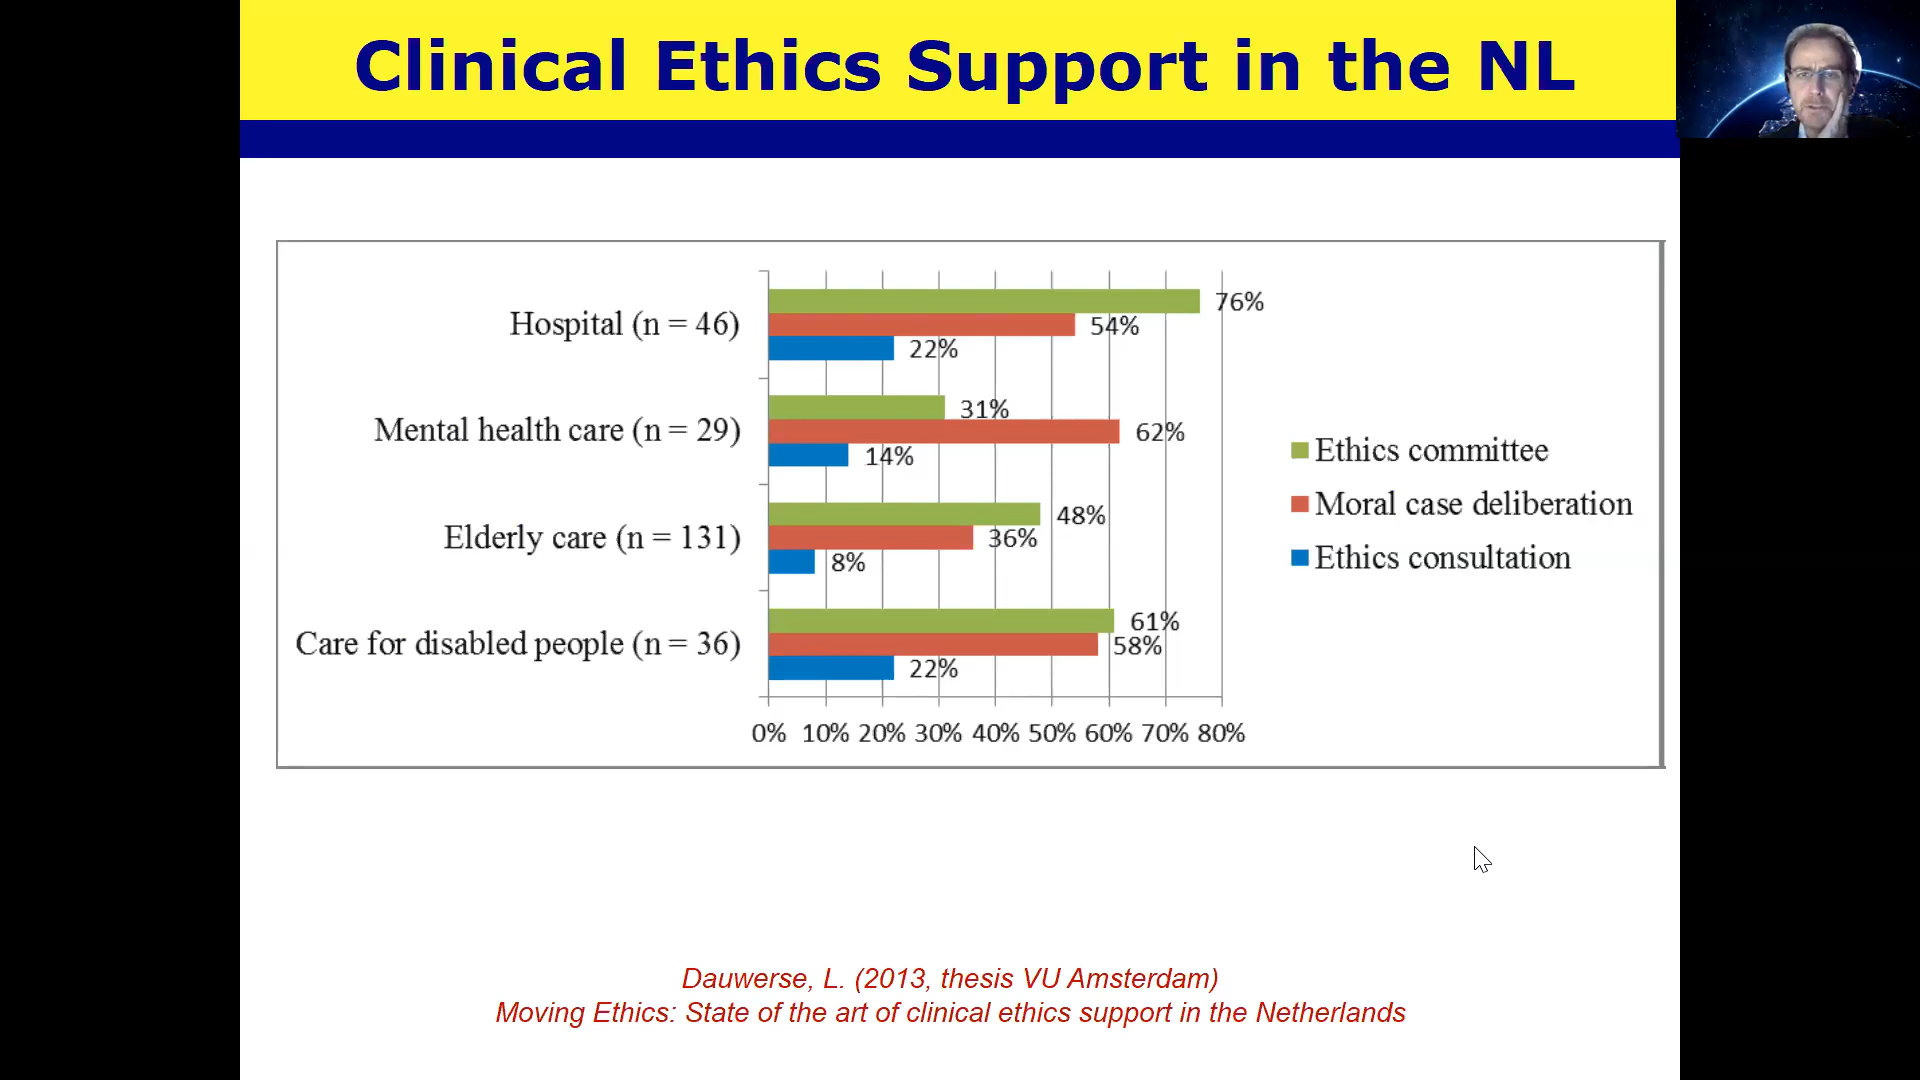 Clinical Ethics Support in the NL
Hospital (n = 46)
76%
54%
22%
Mental health care (n = 29)
31%
62%
14%
Elderly care (n = 131)
48%
36%
8%
Care for disabled people (n = 36)
61%
58%
22%
0% 10% 20% 30% 40% 50% 60% 70% 80%
Ethics committee
Moral case deliberation
Ethics consultation
Dauwerse, L. (2013, thesis VU Amsterdam)
Moving Ethics: State of the art of clinical ethics support in the Netherlands